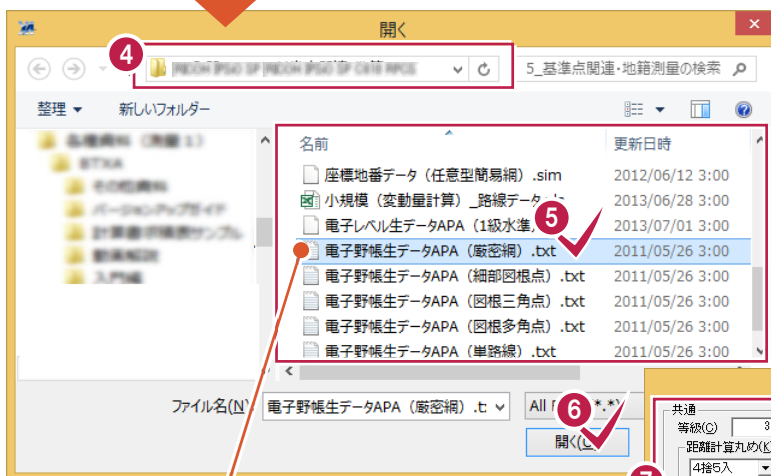 開く
4
5_基準点関連・地籍測量の検索
整理 ▼ 新しいフォルダー
名前 更新日時
座標地番データ（任意型簡易網）.sim 2012/06/12 3:00
小規模（変動量計算）_路線データ 2013/06/28 3:00
5
電子レベル生データAPA（1級水準 2013/07/01 3:00
電子野帳生データAPA（厳密網）.txt 2011/05/26 3:00
電子野帳生データAPA（細部図根点）.txt 2011/05/26 3:00
電子野帳生データAPA（図根三角点）.txt 2011/05/26 3:00
電子野帳生データAPA（図根多角点）.txt 2011/05/26 3:00
電子野帳生データAPA（単路線）.txt 2011/05/26 3:00
ファイル名(N) 電子野帳生データAPA（厳密網）.t All *.*)
6
開く(O)
共通
等級(C) 3
距離計算丸め(K)
4捨5入
7